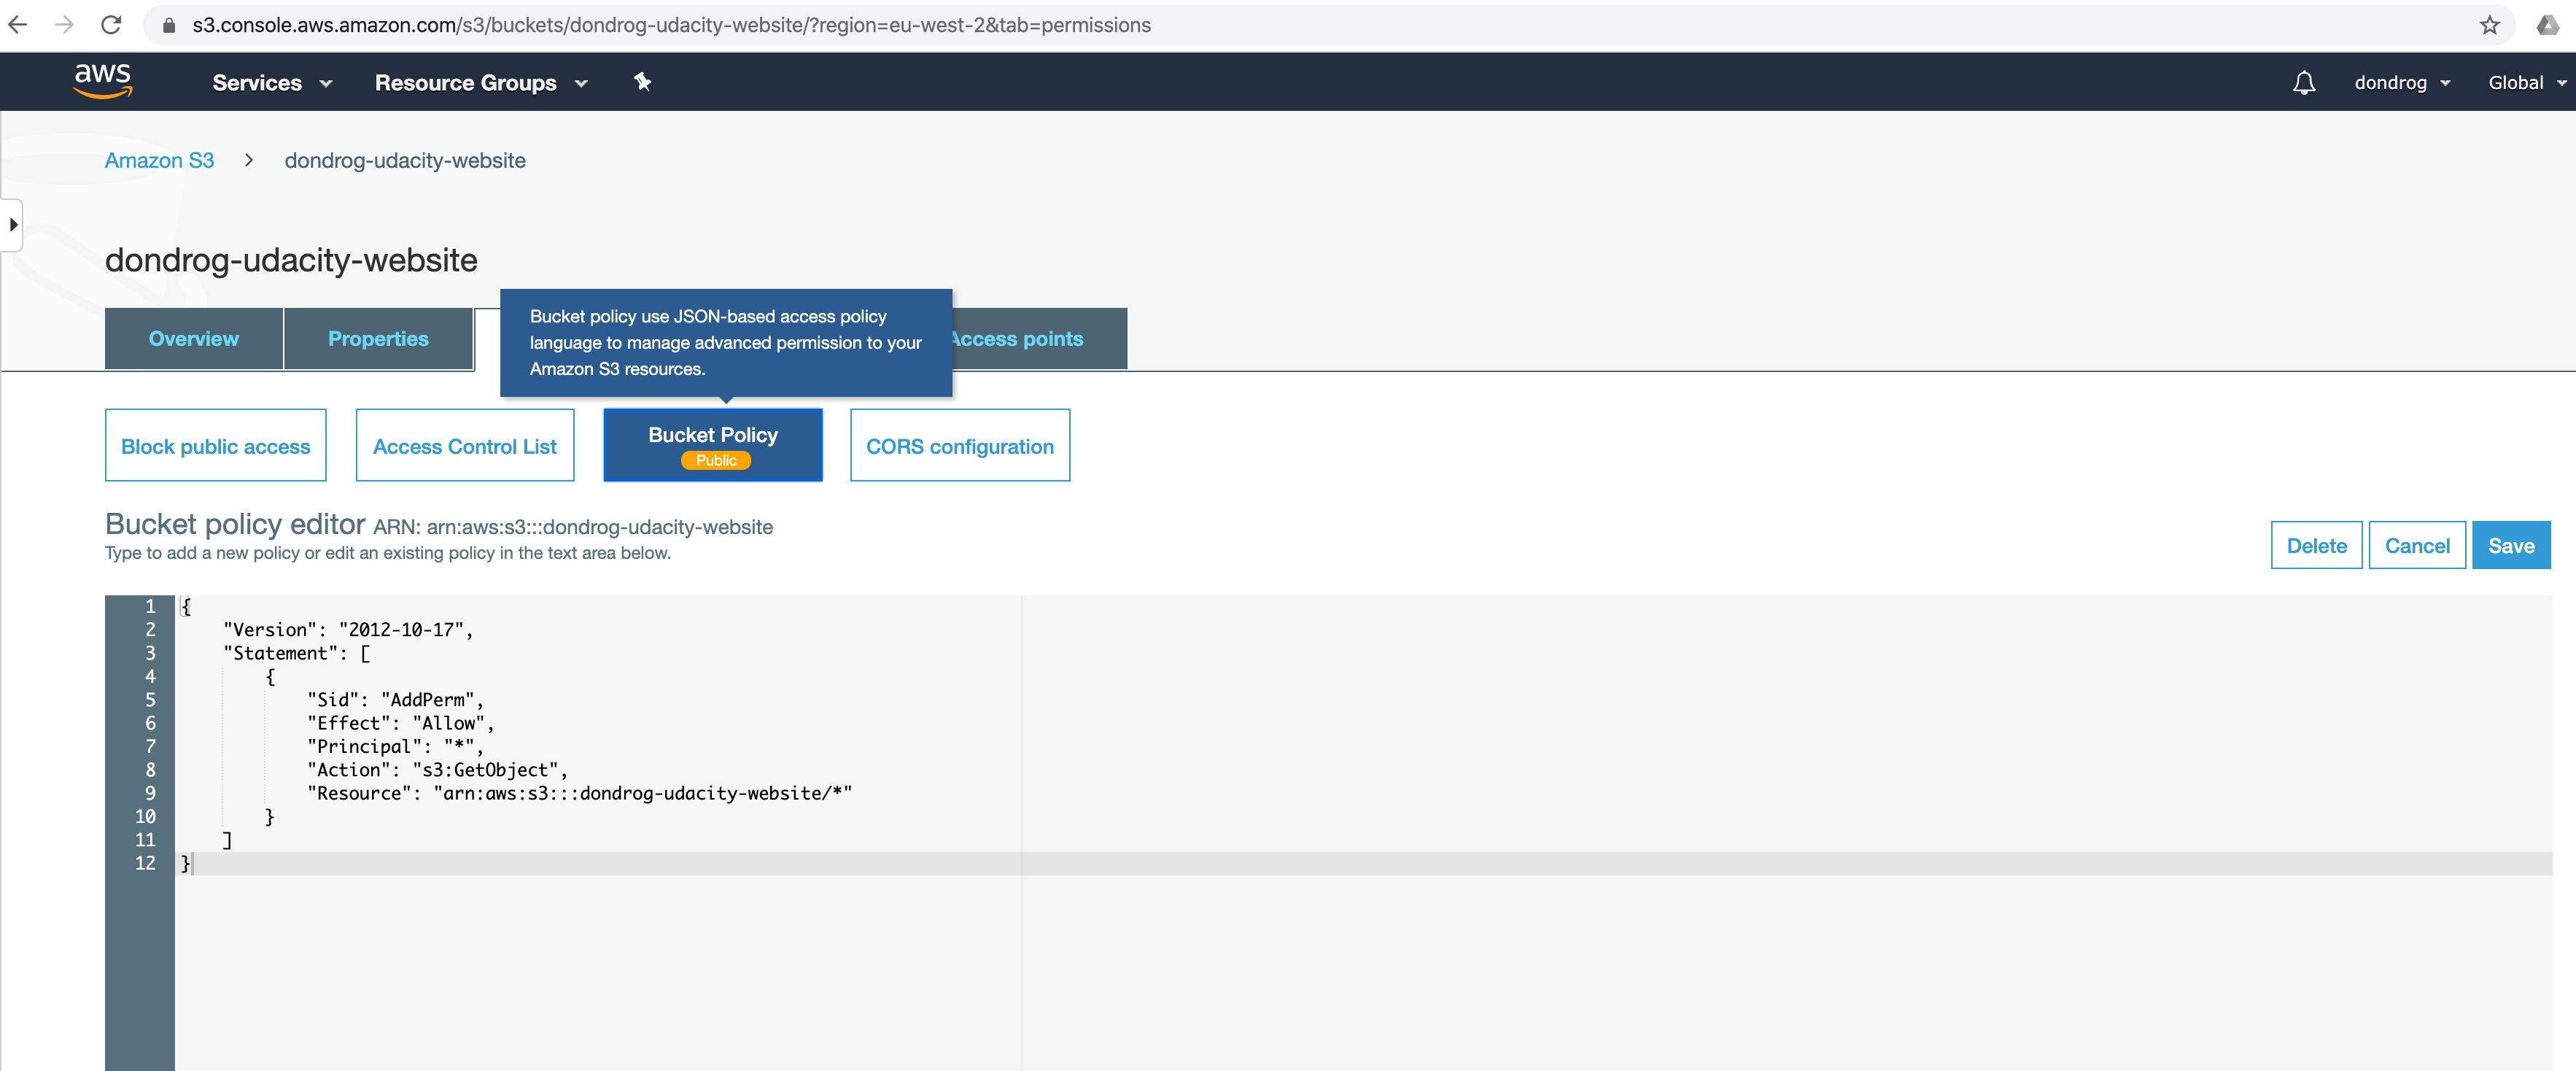 s3.console.aws.amazon.com/s3/buckets/dondrog-udacity-website/?region=eu-west-2&tab=permissions
aws Services Resource Groups dondrog Global
Amazon S3 > dondrog-udacity-website
dondrog-udacity-website
Overview Properties Access points
Bucket policy use JSON-based access policy
language to manage advanced permission to your
Amazon S3 resources.
Block public access Access Control List Bucket Policy CORS configuration
Public
Bucket policy editor ARN: arn:aws:s3:::dondrog-udacity-website
Type to add a new policy or edit an existing policy in the text area below.
Delete Cancel Save
1 {
2 "Version": "2012-10-17",
3 "Statement": [
4 {
5 "Sid": "AddPerm",
6 "Effect": "Allow",
7 "Principal": "*",
8 "Action": "s3:GetObject",
9 "Resource": "arn:aws:s3:::dondrog-udacity-website/*"
10 }
11 ]
12 }